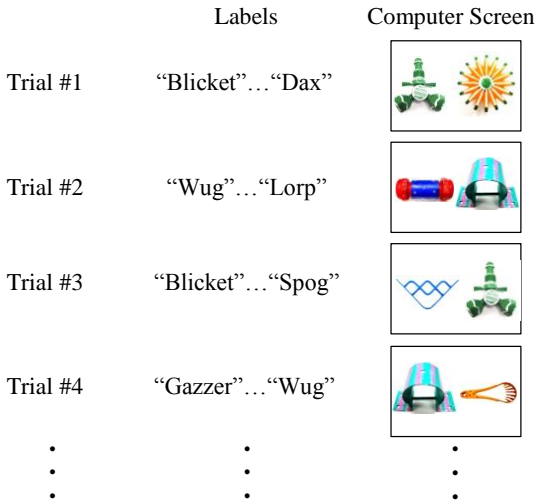 Labels Computer Screen
Trial #1 “Blicket”…“Dax”
Trial #2 “Wug”…“Lorp”
Trial #3 “Blicket”…“Spog”
Trial #4 “Gazzer”…“Wug”